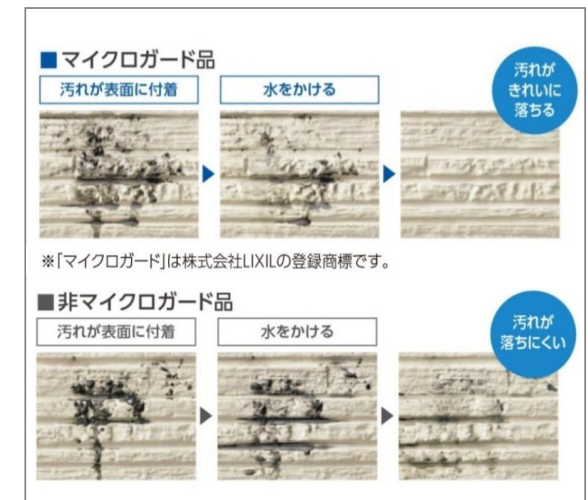 ■マイクロガード品
汚れが表面に付着
水をかける
汚れが
きれいに
落ちる
※「マイクロガード」は株式会社LIXILの登録商標です。
■非マイクロガード品
汚れが表面に付着
水をかける
汚れが
落ちにくい